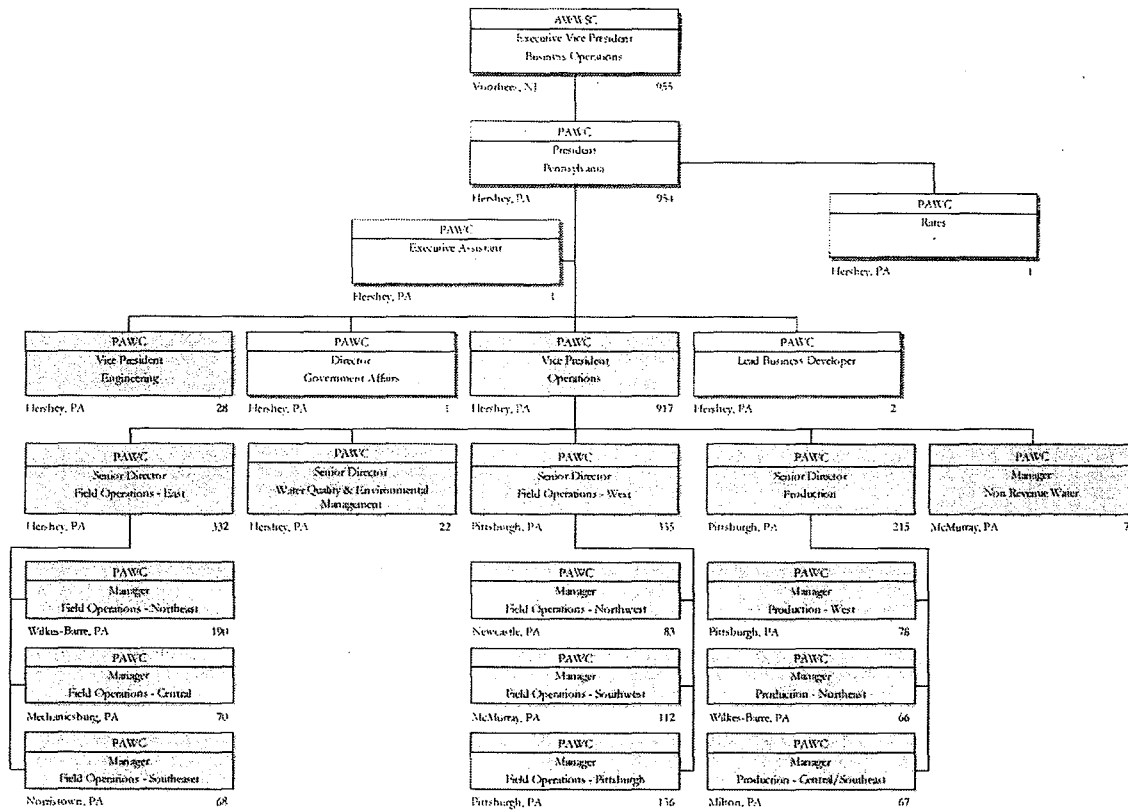 AWWSC
Executive Vice President
Business Operations
Voorhees, NJ 955
PAWC
President
Pennsylvania
Hershey, PA 954
PAWC
Rates
Hershey, PA 1
PAWC
Executive Assistant
Hershey, PA 1
PAWC
Vice President
Engineering
Hershey, PA 28
PAWC
Director
Government Affairs
Hershey, PA 1
PAWC
Vice President
Operations
Hershey, PA 917
PAWC
Lead Business Developer
Hershey, PA 2
PAWC
Senior Director
Field Operations - East
Hershey, PA 332
PAWC
Senior Director
Water Quality & Environmental
Management
Hershey, PA 22
PAWC
Senior Director
Field Operations - West
Pittsburgh, PA 335
PAWC
Senior Director
Production
Pittsburgh, PA 215
PAWC
Manager
Non Revenue Water
McMurray, PA 7
PAWC
Manager
Field Operations - Northeast
Wilkes-Barre, PA 190
PAWC
Manager
Field Operations - Northwest
Newcastle, PA 83
PAWC
Manager
Production - West
Pittsburgh, PA 78
PAWC
Manager
Field Operations - Central
Mechanicsburg, PA 70
PAWC
Manager
Field Operations - Southwest
McMurray, PA 112
PAWC
Manager
Production - Northeast
Wilkes-Barre, PA 66
PAWC
Manager
Field Operations - Southeast
Norristown, PA 68
PAWC
Manager
Field Operations - Pittsburgh
Pittsburgh, PA 136
PAWC
Manager
Production - Central/Southeast
Milton, PA 67